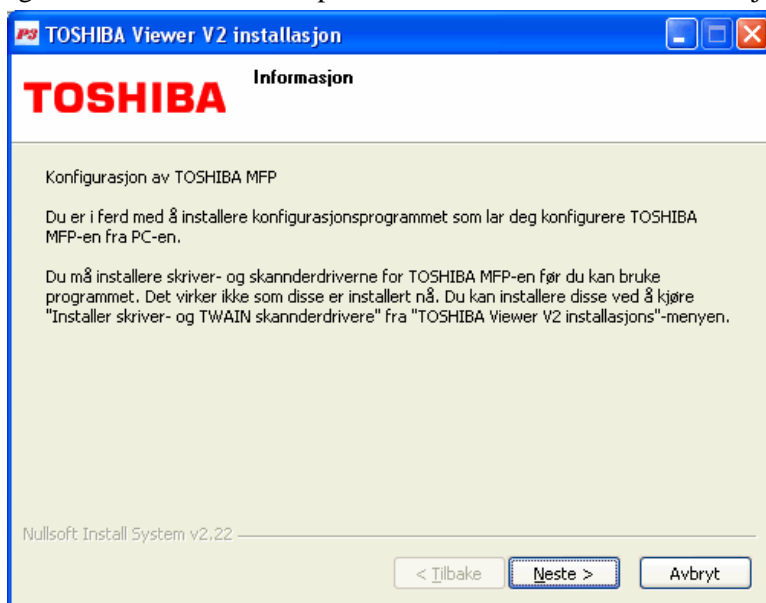 TOSHIBA Viewer V2 installasjon
TOSHIBA
Informasjon
Konfigurasjon av TOSHIBA MFP
Du er i ferd med å installere konfigurasjonsprogrammet som lar deg konfigurere TOSHIBA
MFP-en fra PC-en.
Du må installere skriver- og skannderdriverne for TOSHIBA MFP-en før du kan bruke
programmet. Det virker ikke som disse er installert nå. Du kan installere disse ved å kjøre
"Installer skriver- og TWAIN skannderdrivere" fra "TOSHIBA Viewer V2 installasjons"-menyen.
Nullsoft Install System v2.22
< Tilbake
Neste >
Avbryt